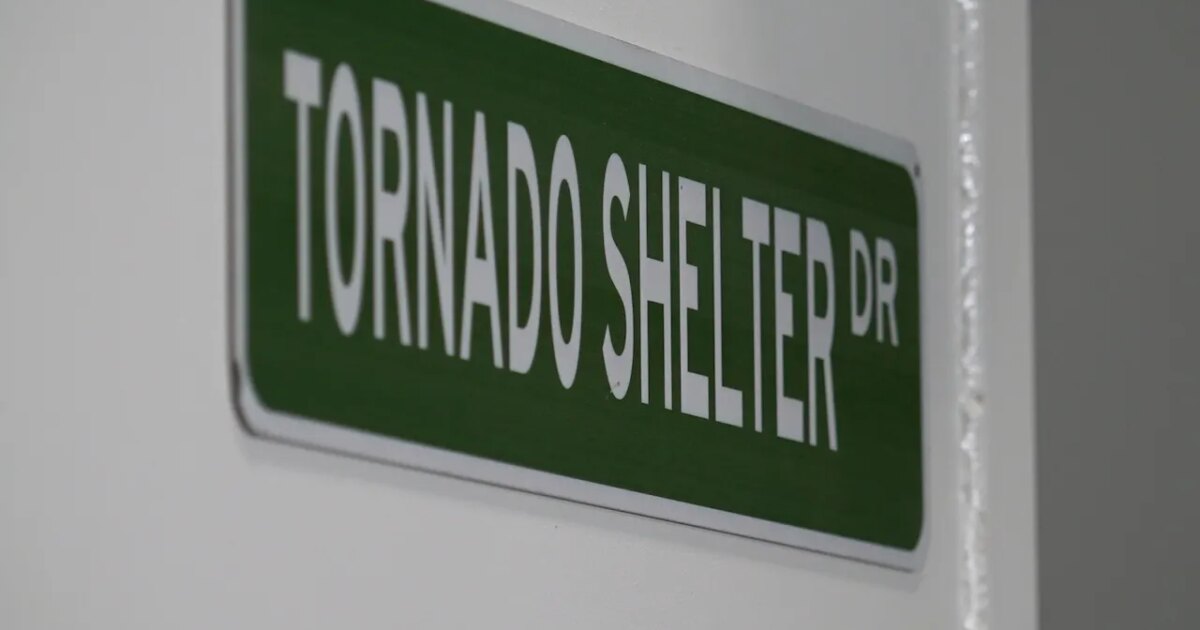 TORNADO SHELTER DR